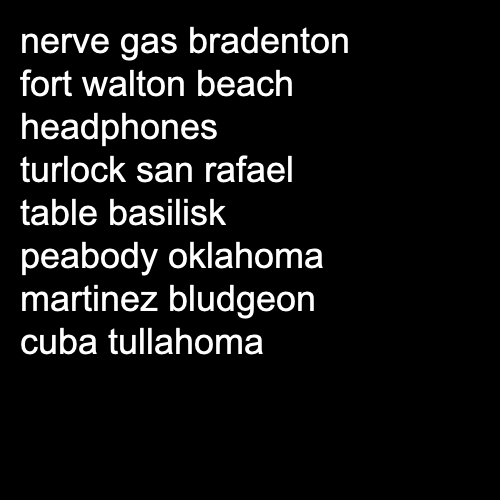 nerve gas bradenton
fort walton beach
headphones
turlock san rafael
table basilisk
peabody oklahoma
martinez bludgeon
cuba tullahoma